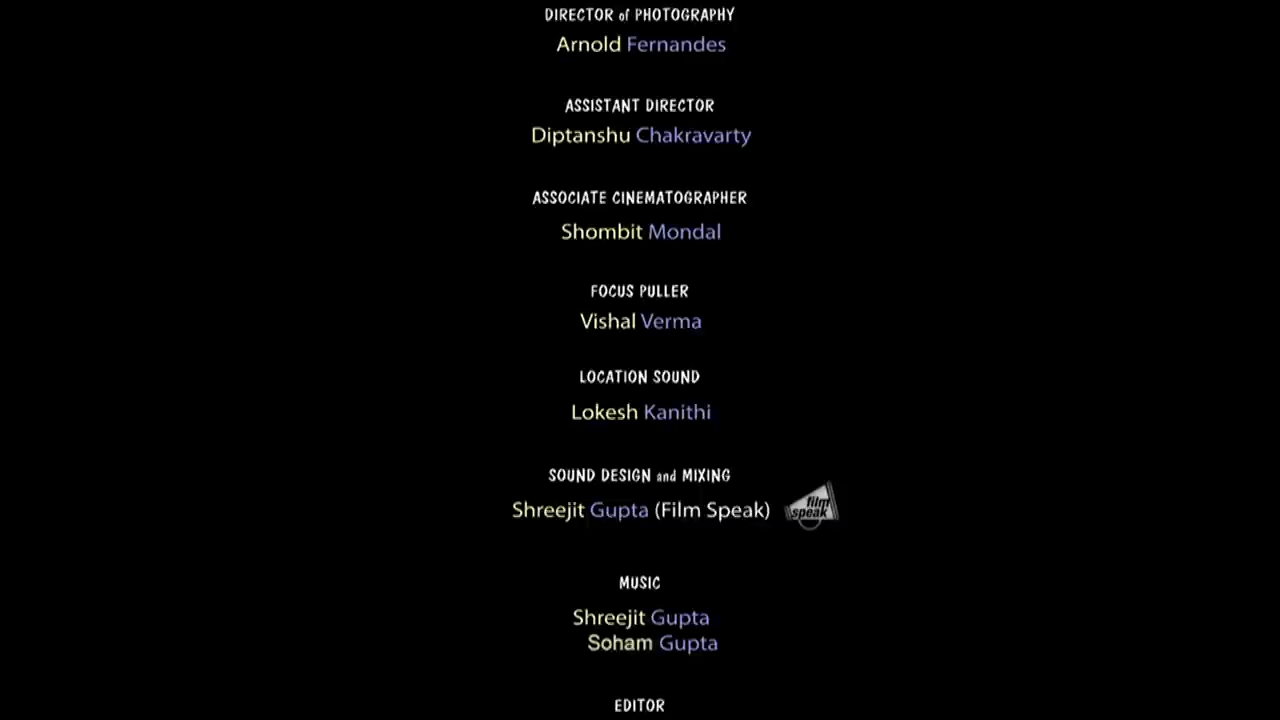 DIRECTOR of PHOTOGRAPHY
Arnold Fernandes
ASSISTANT DIRECTOR
Diptanshu Chakravarty
ASSOCIATE CINEMATOGRAPHER
Shombit Mondal
FOCUS PULLER
Vishal Verma
LOCATION SOUND
Lokesh Kanithi
SOUND DESIGN and MIXING
Shreejit Gupta (Film Speak)
film
speak
MUSIC
Shreejit Gupta
Soham Gupta
EDITOR